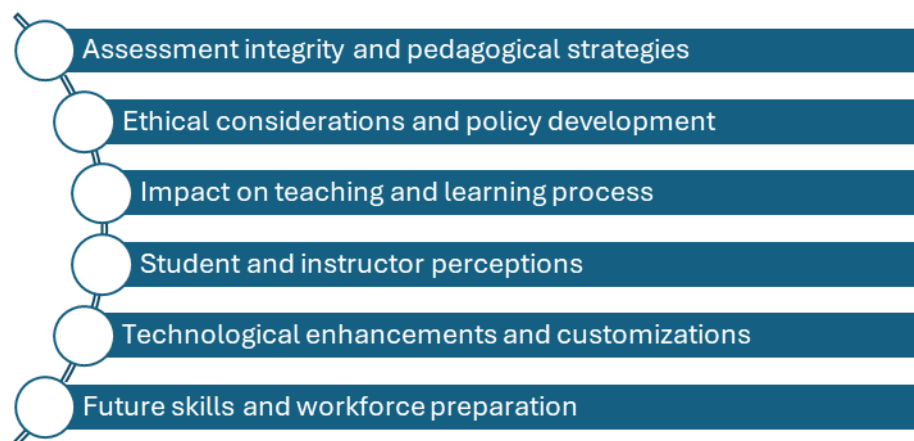 Assessment integrity and pedagogical strategies
Ethical considerations and policy development
Impact on teaching and learning process
Student and instructor perceptions
Technological enhancements and customizations
Future skills and workforce preparation